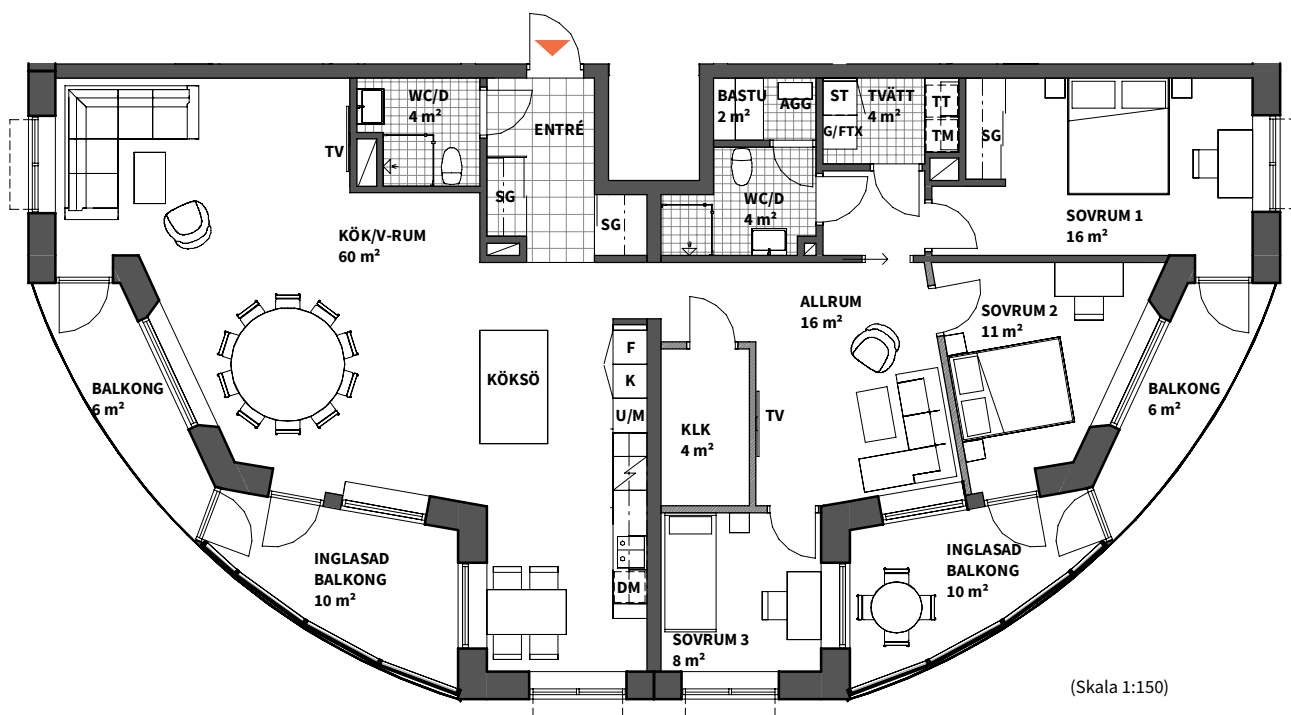 WC/D
4 m²
ENTRÉ
TV
SG
SG
KÖK/V-RUM
60 m²
BASTU
2 m²
AGG
ST
G/FTX
TVÄTT
4 m²
TT
TM
SG
WC/D
4 m²
SOVRUM 1
16 m²
ALLRUM
16 m²
SOVRUM 2
11 m²
BALKONG
6 m²
KÖKSÖ
F
K
U/M
DM
KLK
4 m²
TV
BALKONG
6 m²
INGLASAD
BALKONG
10 m²
SOVRUM 3
8 m²
INGLASAD
BALKONG
10 m²
(Skala 1:150)